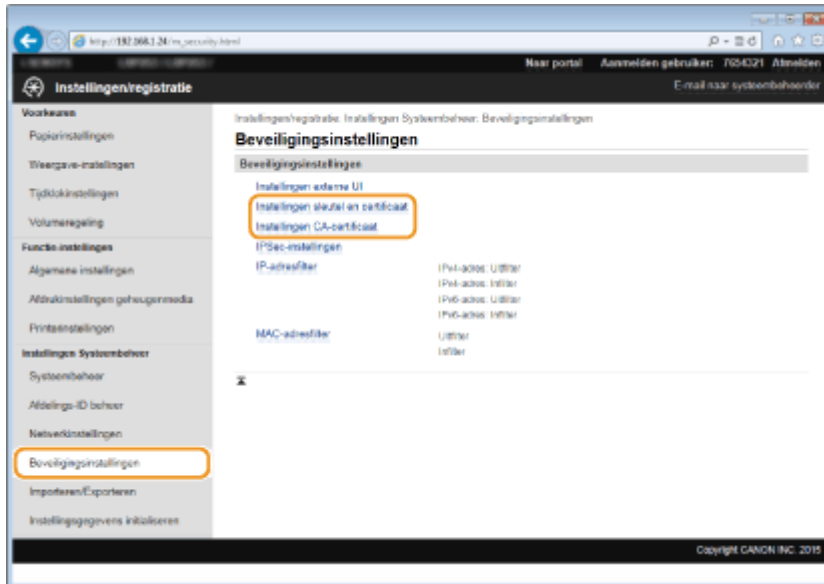 http://192.168.1.24/m_security.html
Naar portal Aanmelden gebruiker: 7654321 Afmelden
Instellingen/registratie
E-mail naar systeembeheerder
Voorkeuren
Papierinstellingen
Weergave-instellingen
Tijdklokinstellingen
Volumeregeling
Functie-instellingen
Algemene instellingen
Afdrukinstellingen geheugenmedia
Printerinstellingen
Instellingen Systeembeheer
Systeembeheer
Afdelings-ID beheer
Netwerkinstellingen
Beveiligingsinstellingen
Importeren/Exporteren
Instellingsgegevens initialiseren
Instellingen/registratie: Instellingen Systeembeheer: Beveiligingsinstellingen
Beveiligingsinstellingen
Beveiligingsinstellingen
Instellingen externe UI
Instellingen sleutel en certificaat
Instellingen CA-certificaat
IPSec-instellingen
IP-adresfilter
IPv4-adres: Uitfilter
IPv4-adres: Infilter
IPv6-adres: Uitfilter
IPv6-adres: Infilter
MAC-adresfilter
Uitfilter
Infilter
Copyright CANON INC. 2015